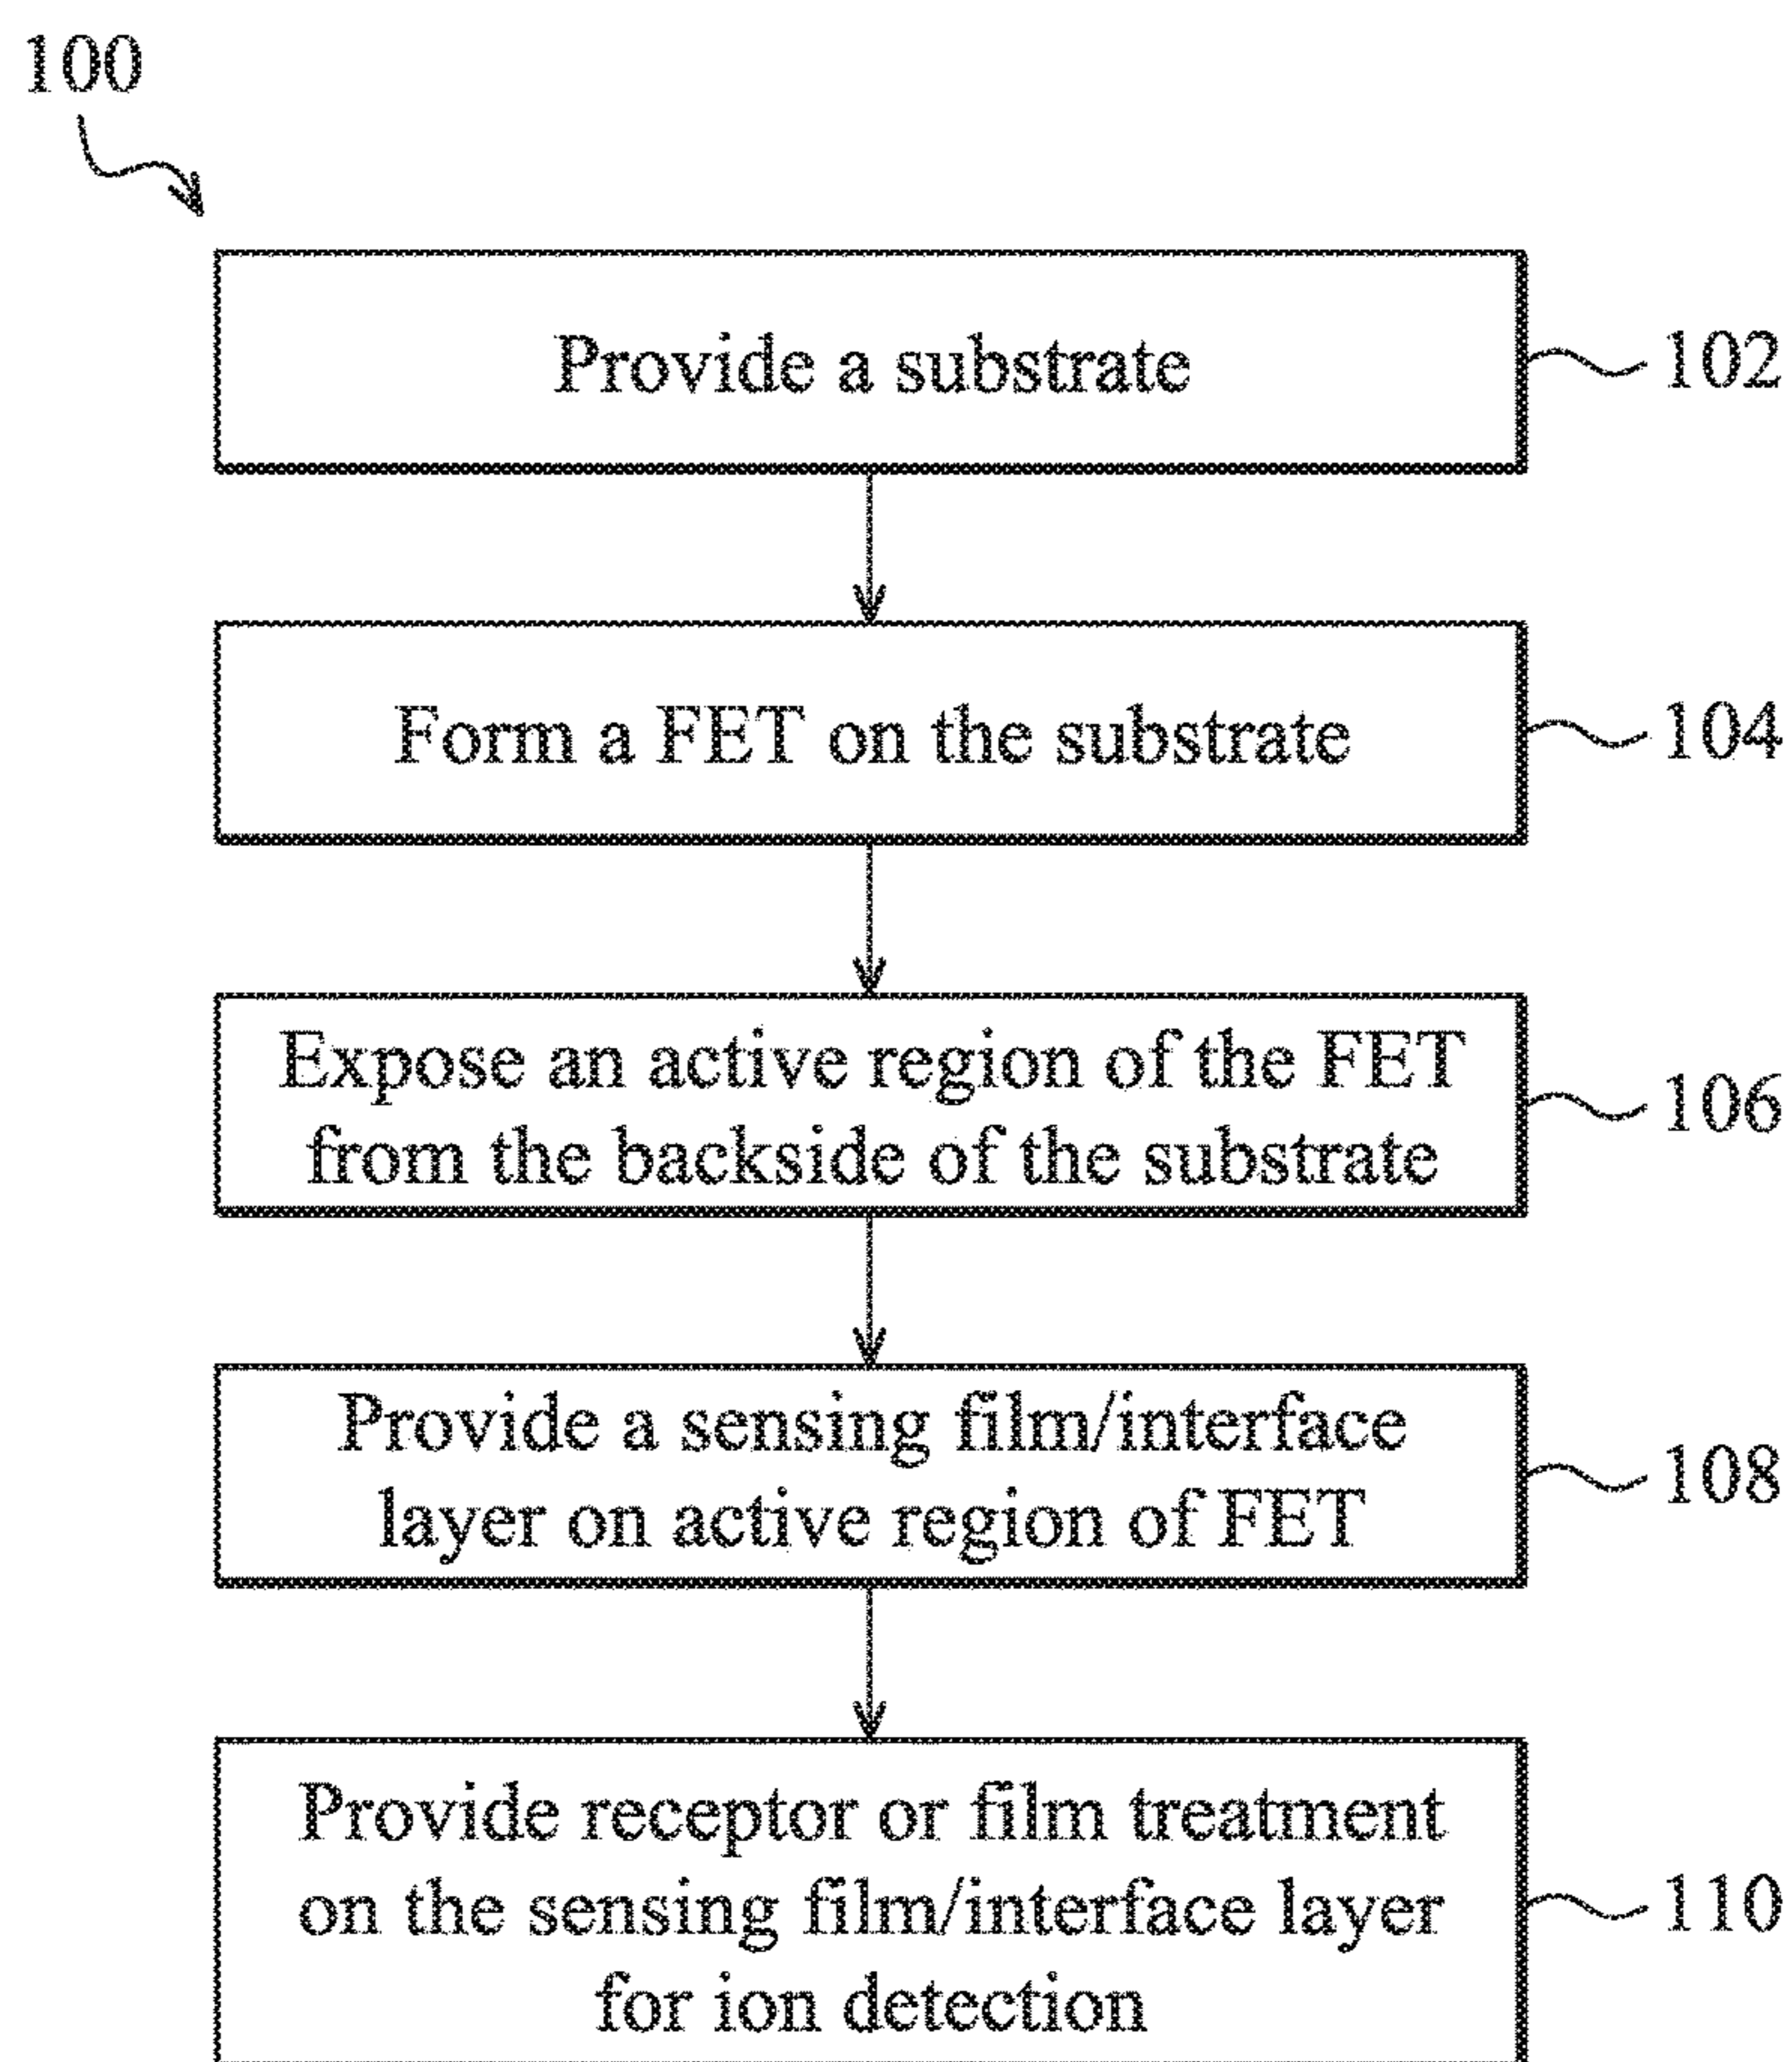 100
Provide a substrate
102
Form a FET on the substrate
104
Expose an active region of the FET
from the backside of the substrate
106
Provide a sensing film/interface
layer on active region of FET
108
Provide receptor or film treatment
on the sensing film/interface layer
for ion detection
110